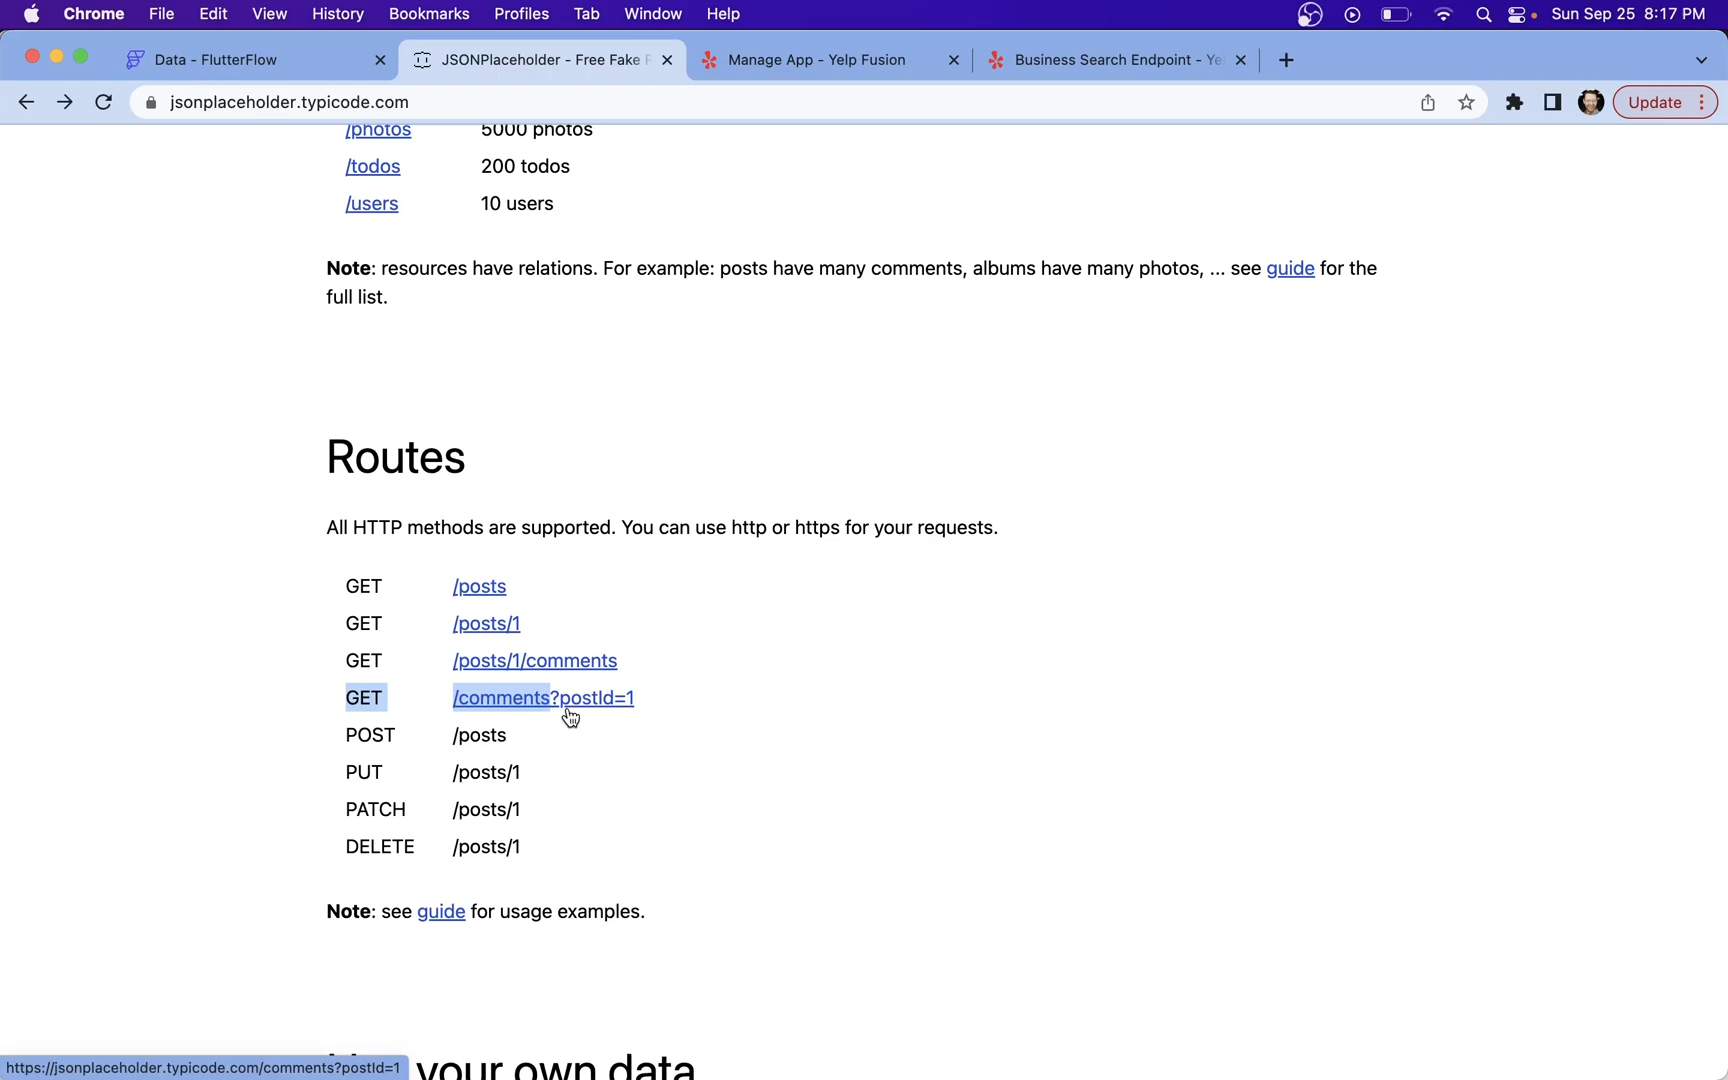 Chrome File Edit View History Bookmarks Profiles Tab Window Help Sun Sep 25 8:17 PM
Data - FlutterFlow JSONPlaceholder - Free Fake Manage App - Yelp Fusion Business Search Endpoint - Ye
jsonplaceholder.typicode.com Update
/photos 5000 photos
/todos 200 todos
/users 10 users
Note: resources have relations. For example: posts have many comments, albums have many photos, ... see guide for the
full list.
Routes
All HTTP methods are supported. You can use http or https for your requests.
GET /posts
GET /posts/1
GET /posts/1/comments
GET /comments?postId=1
POST /posts
PUT /posts/1
PATCH /posts/1
DELETE /posts/1
Note: see guide for usage examples.
your own data
https://jsonplaceholder.typicode.com/comments?postId=1